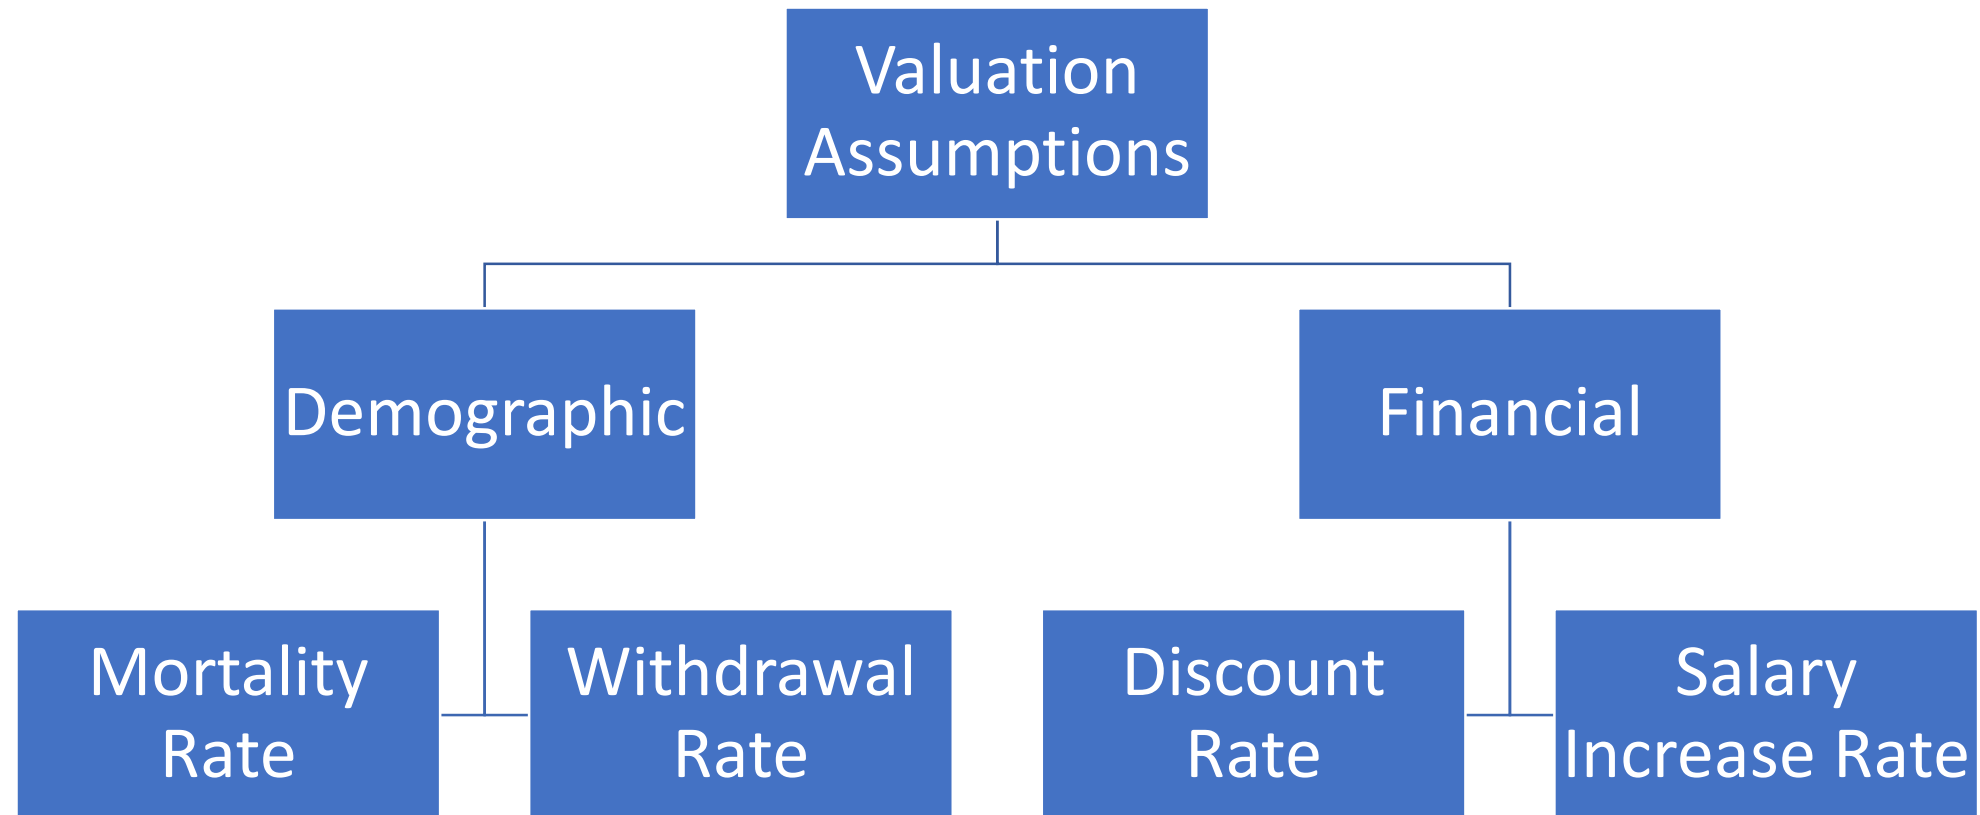 Valuation
Assumptions
Demographic
Financial
Mortality
Rate
Withdrawal
Rate
Discount
Rate
Salary
Increase Rate